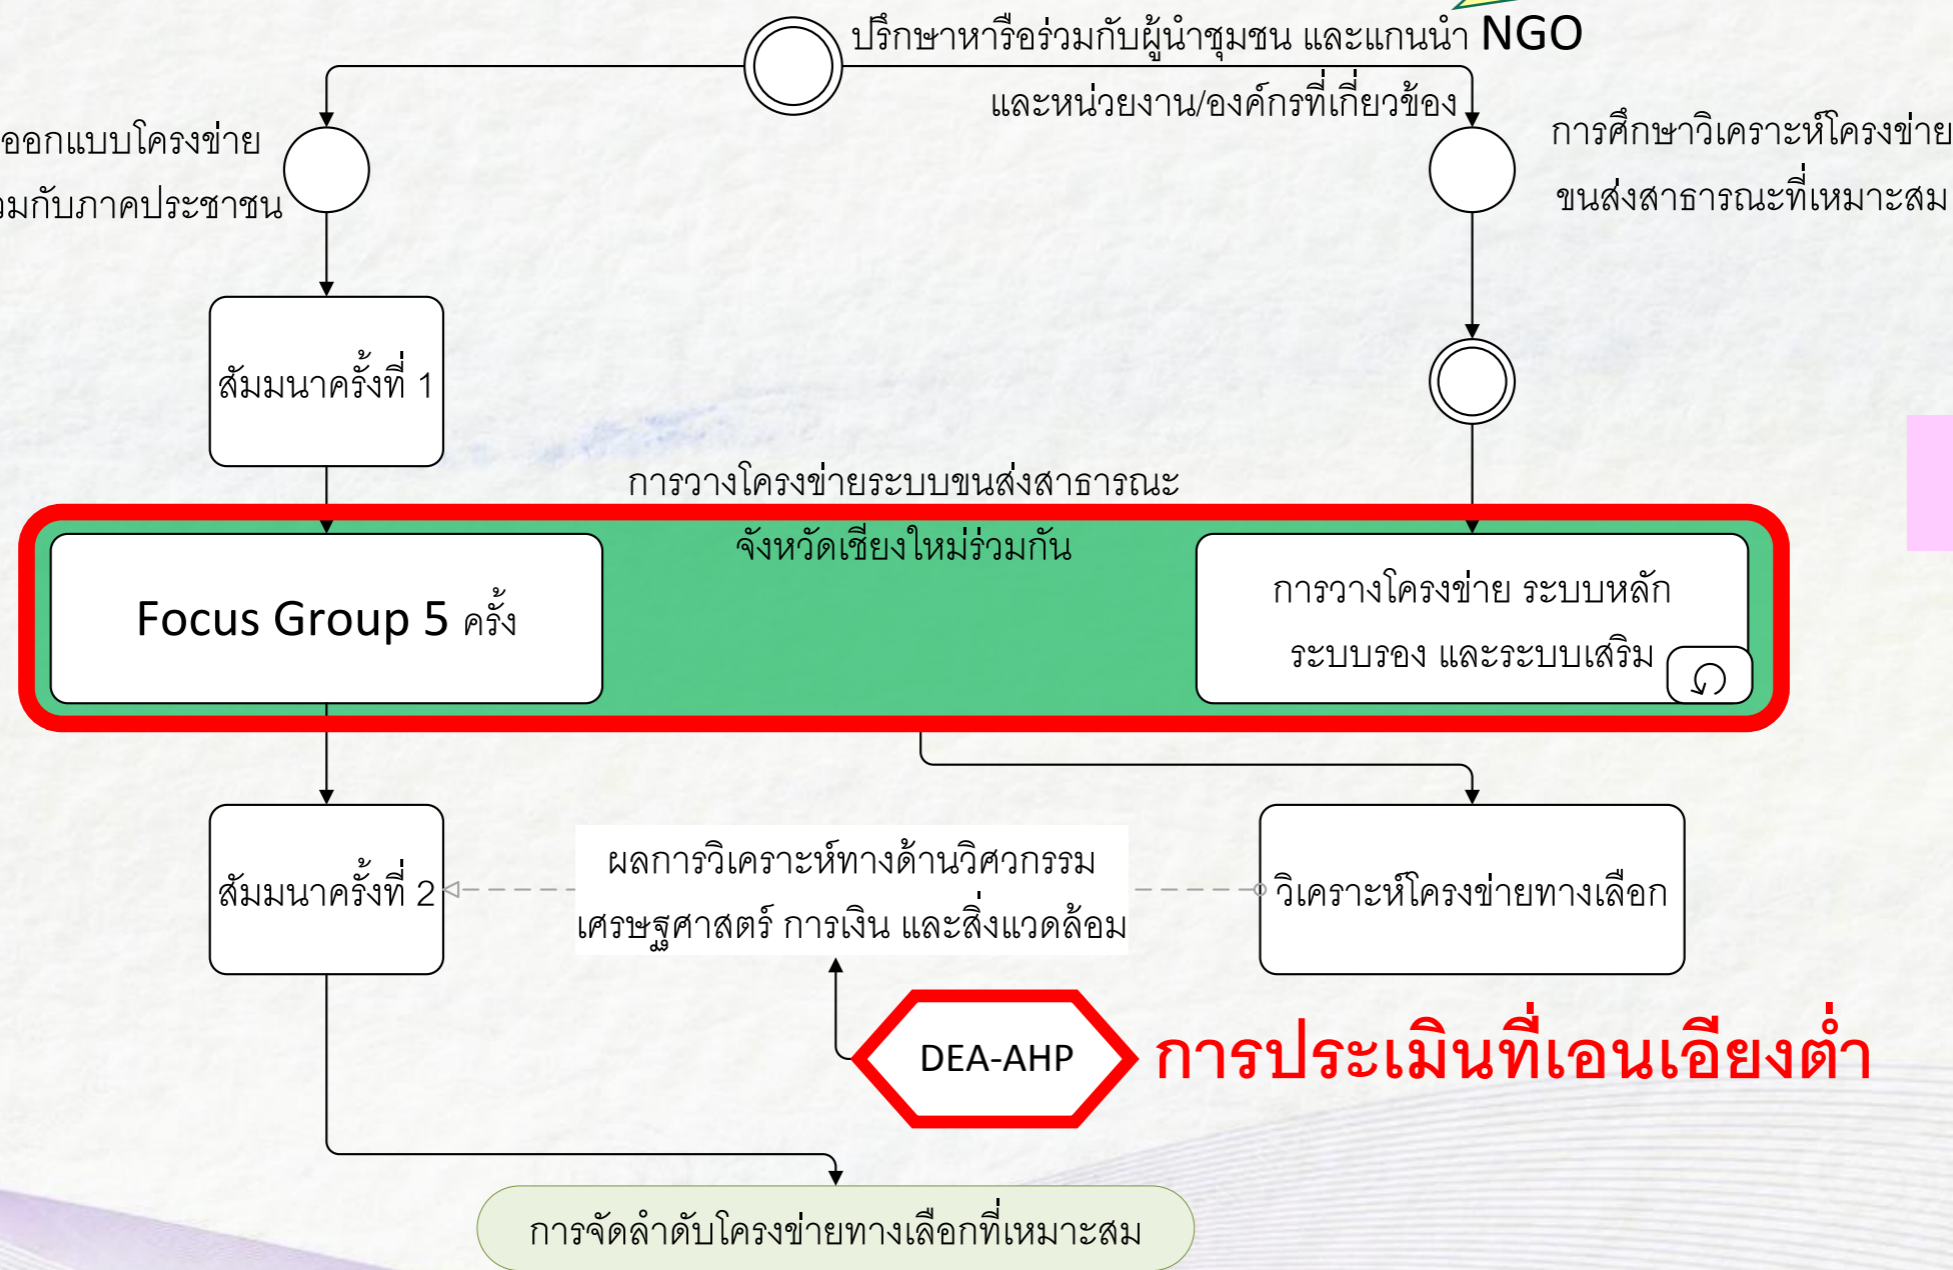 ปรึกษาหารือร่วมกับผู้นำชุมชน และแกนนำ NGO
และหน่วยงาน/องค์กรที่เกี่ยวข้อง
ออกแบบโครงข่าย
วมกับภาคประชาชน
การศึกษาวิเคราะห์โครงข่าย
ขนส่งสาธารณะที่เหมาะสม
สัมมนาครั้งที่ 1
การวางโครงข่ายระบบขนส่งสาธารณะ
จังหวัดเชียงใหม่ร่วมกัน
Focus Group 5 ครั้ง
การวางโครงข่าย ระบบหลัก
ระบบรอง และระบบเสริม
สัมมนาครั้งที่ 2
ผลการวิเคราะห์ทางด้านวิศวกรรม
เศรษฐศาสตร์ การเงิน และสิ่งแวดล้อม
วิเคราะห์โครงข่ายทางเลือก
DEA-AHP
การประเมินที่เอนเอียงต่ำ
การจัดลำดับโครงข่ายทางเลือกที่เหมาะสม